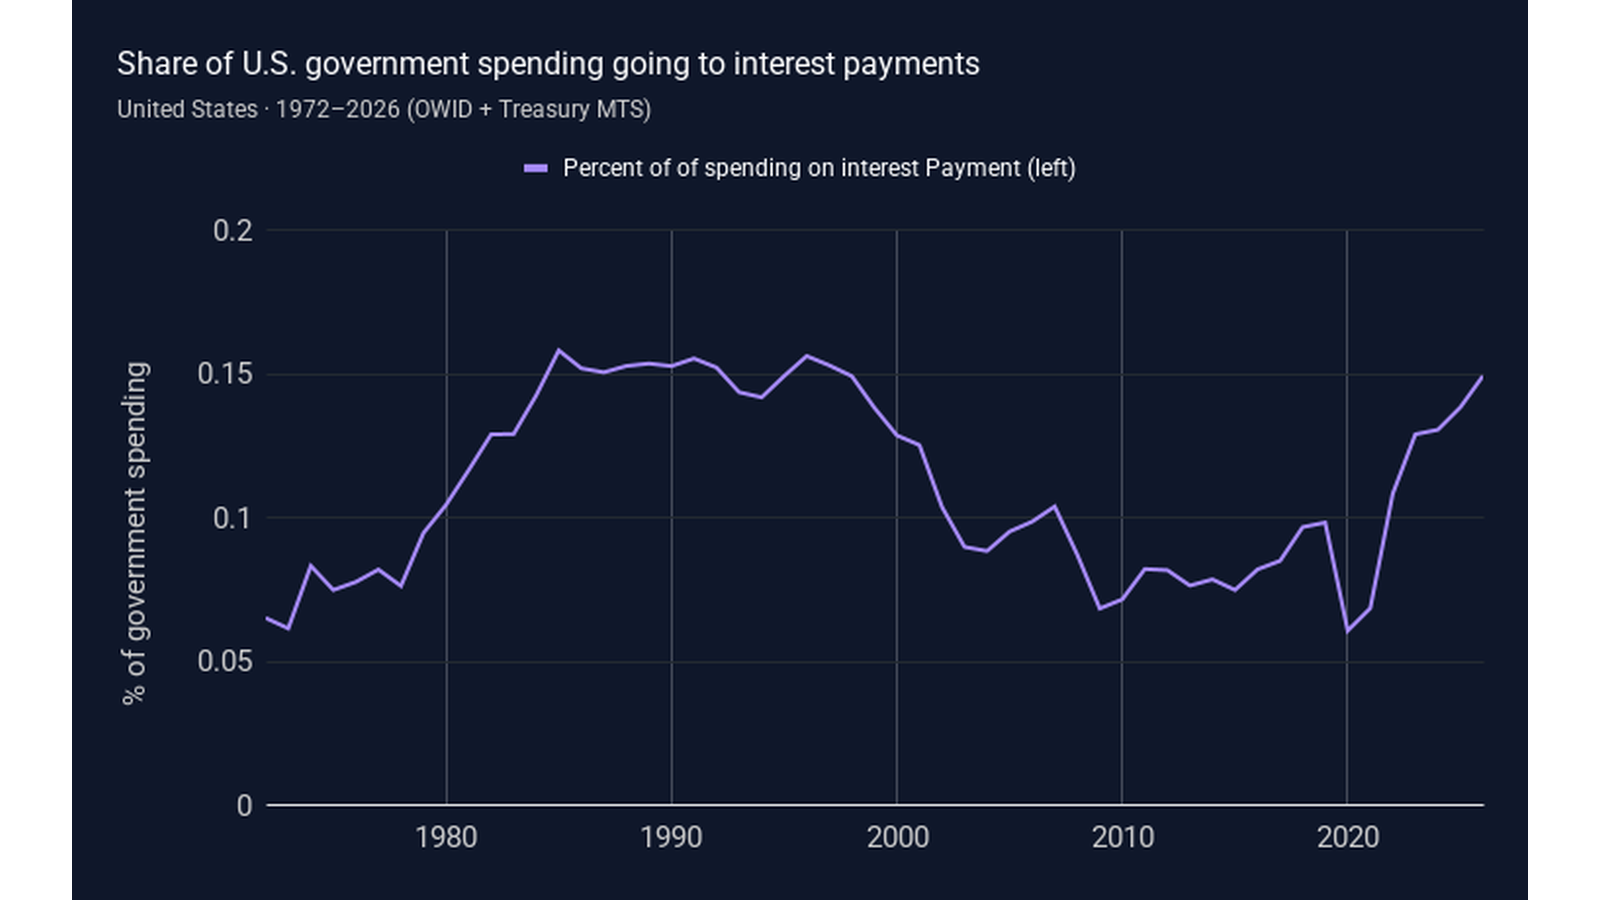 Share of U.S. government spending going to interest payments
United States · 1972–2026 (OWID + Treasury MTS)
Percent of of spending on interest Payment (left)
% of government spending
0.2
0.15
0.1
0.05
0
1980 1990 2000 2010 2020